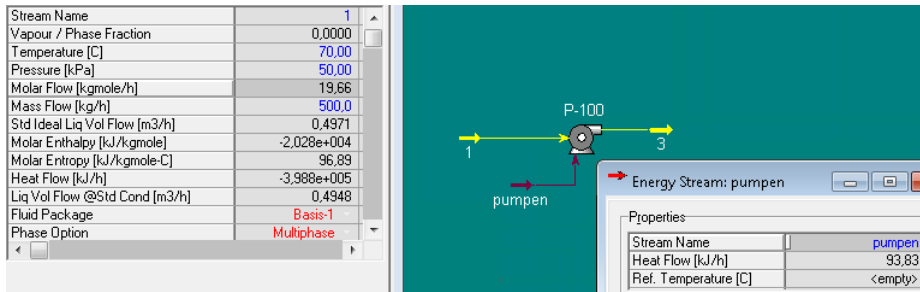 Stream Name 1
Vapour / Phase Fraction 0,0000
Temperature [C] 70,00
Pressure [kPa] 50,00
Molar Flow [kgmole/h] 19,66
Mass Flow [kg/h] 500,0
Std Ideal Liq Vol Flow [m3/h] 0,4971
Molar Enthalpy [kJ/kgmole] -2,028e+004
Molar Entropy [kJ/kgmole-C] 96,89
Heat Flow [kJ/h] -3,988e+005
Liq Vol Flow @Std Cond [m3/h] 0,4948
Fluid Package Basis-1
Phase Option Multiphase
P-100
1
3
pumpen
Energy Stream: pumpen
Properties
Stream Name pumpen
Heat Flow [kJ/h] 93,83
Ref. Temperature [C] <empty>